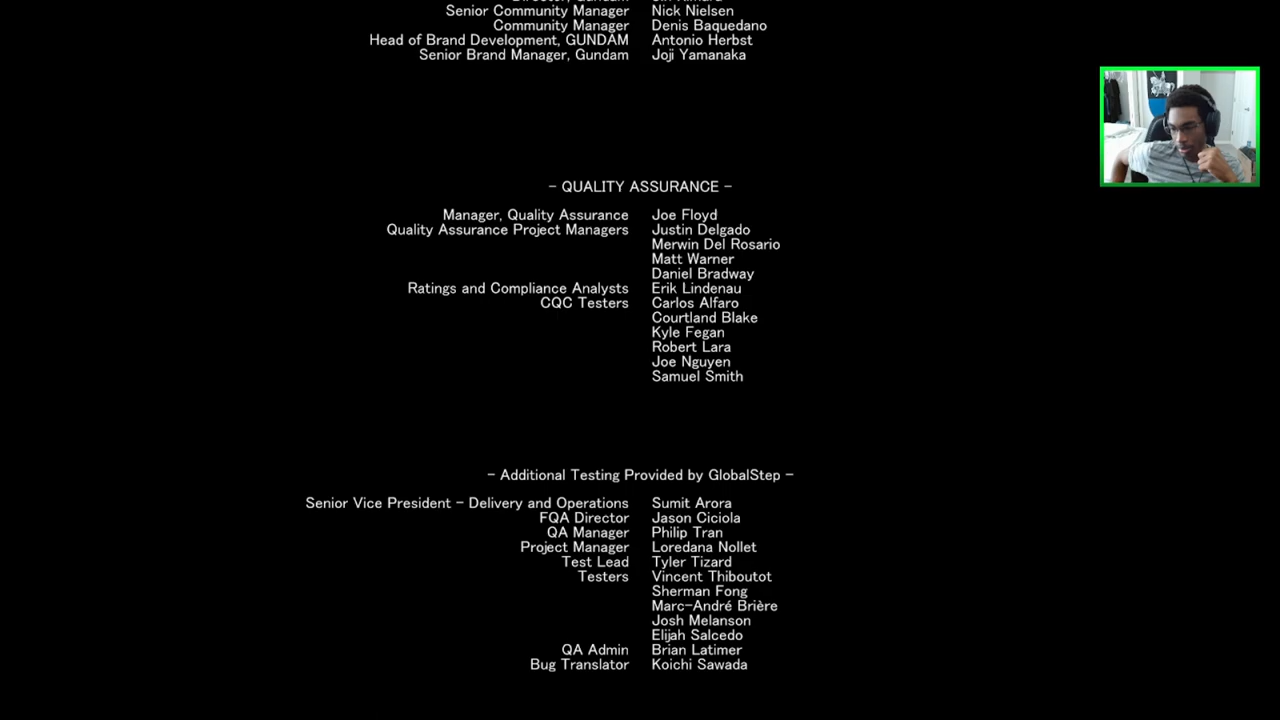 Director, Gundam
Senior Community Manager Nick Nielsen
Community Manager Denis Baquedano
Head of Brand Development, GUNDAM Antonio Herbst
Senior Brand Manager, Gundam Joji Yamanaka
- QUALITY ASSURANCE -
Manager, Quality Assurance Joe Floyd
Quality Assurance Project Managers Justin Delgado
Merwin Del Rosario
Matt Warner
Daniel Bradway
Ratings and Compliance Analysts Erik Lindenau
CQC Testers Carlos Alfaro
Courtland Blake
Kyle Fegan
Robert Lara
Joe Nguyen
Samuel Smith
- Additional Testing Provided by GlobalStep -
Senior Vice President - Delivery and Operations Sumit Arora
FQA Director Jason Ciciola
QA Manager Philip Tran
Project Manager Loredana Nollet
Test Lead Tyler Tizard
Testers Vincent Thiboutot
Sherman Fong
Marc-André Brière
Josh Melanson
Elijah Salcedo
QA Admin Brian Latimer
Bug Translator Koichi Sawada